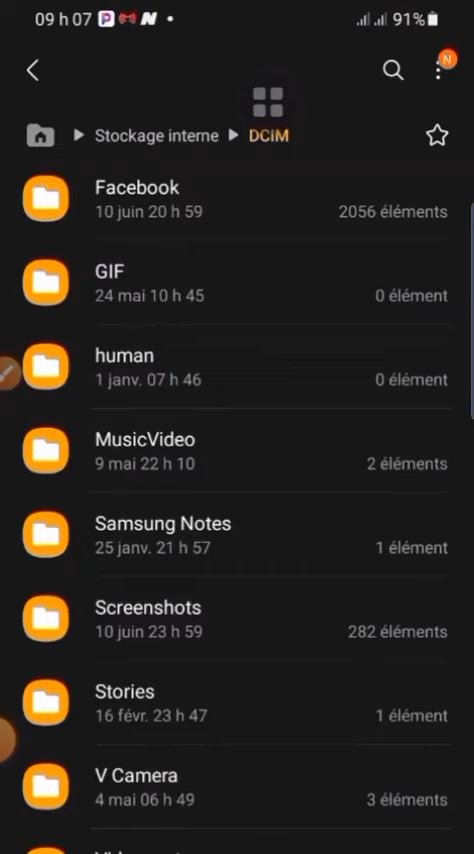 09 h 07 P N • 91%
N
Stockage interne DCIM
Facebook
10 juin 20 h 59 2056 éléments
GIF
24 mai 10 h 45 0 élément
human
1 janv. 07 h 46 0 élément
MusicVideo
9 mai 22 h 10 2 éléments
Samsung Notes
25 janv. 21 h 57 1 élément
Screenshots
10 juin 23 h 59 282 éléments
Stories
16 févr. 23 h 47 1 élément
V Camera
4 mai 06 h 49 3 éléments